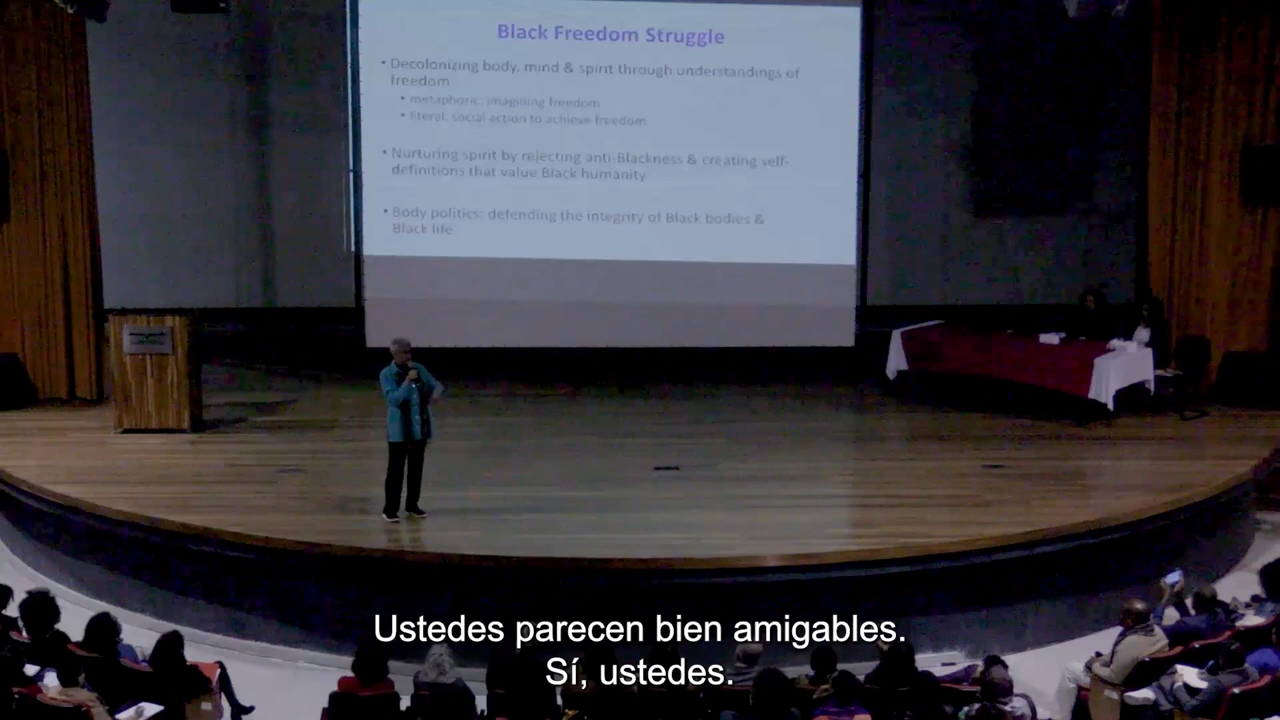 Black Freedom Struggle
• Decolonizing body, mind & spirit through understandings of
freedom
• metaphoric: imagining freedom
• literal: social action to achieve freedom
• Nurturing spirit by rejecting anti-Blackness & creating self-
definitions that value Black humanity
• Body politics: defending the integrity of Black bodies &
Black life
Ustedes parecen bien amigables.
Sí, ustedes.